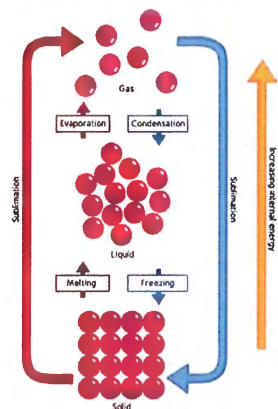 Gas
Evaporation
Condensation
Sublimation
Sublimation
Increasing internal energy
Liquid
Melting
Freezing
Solid